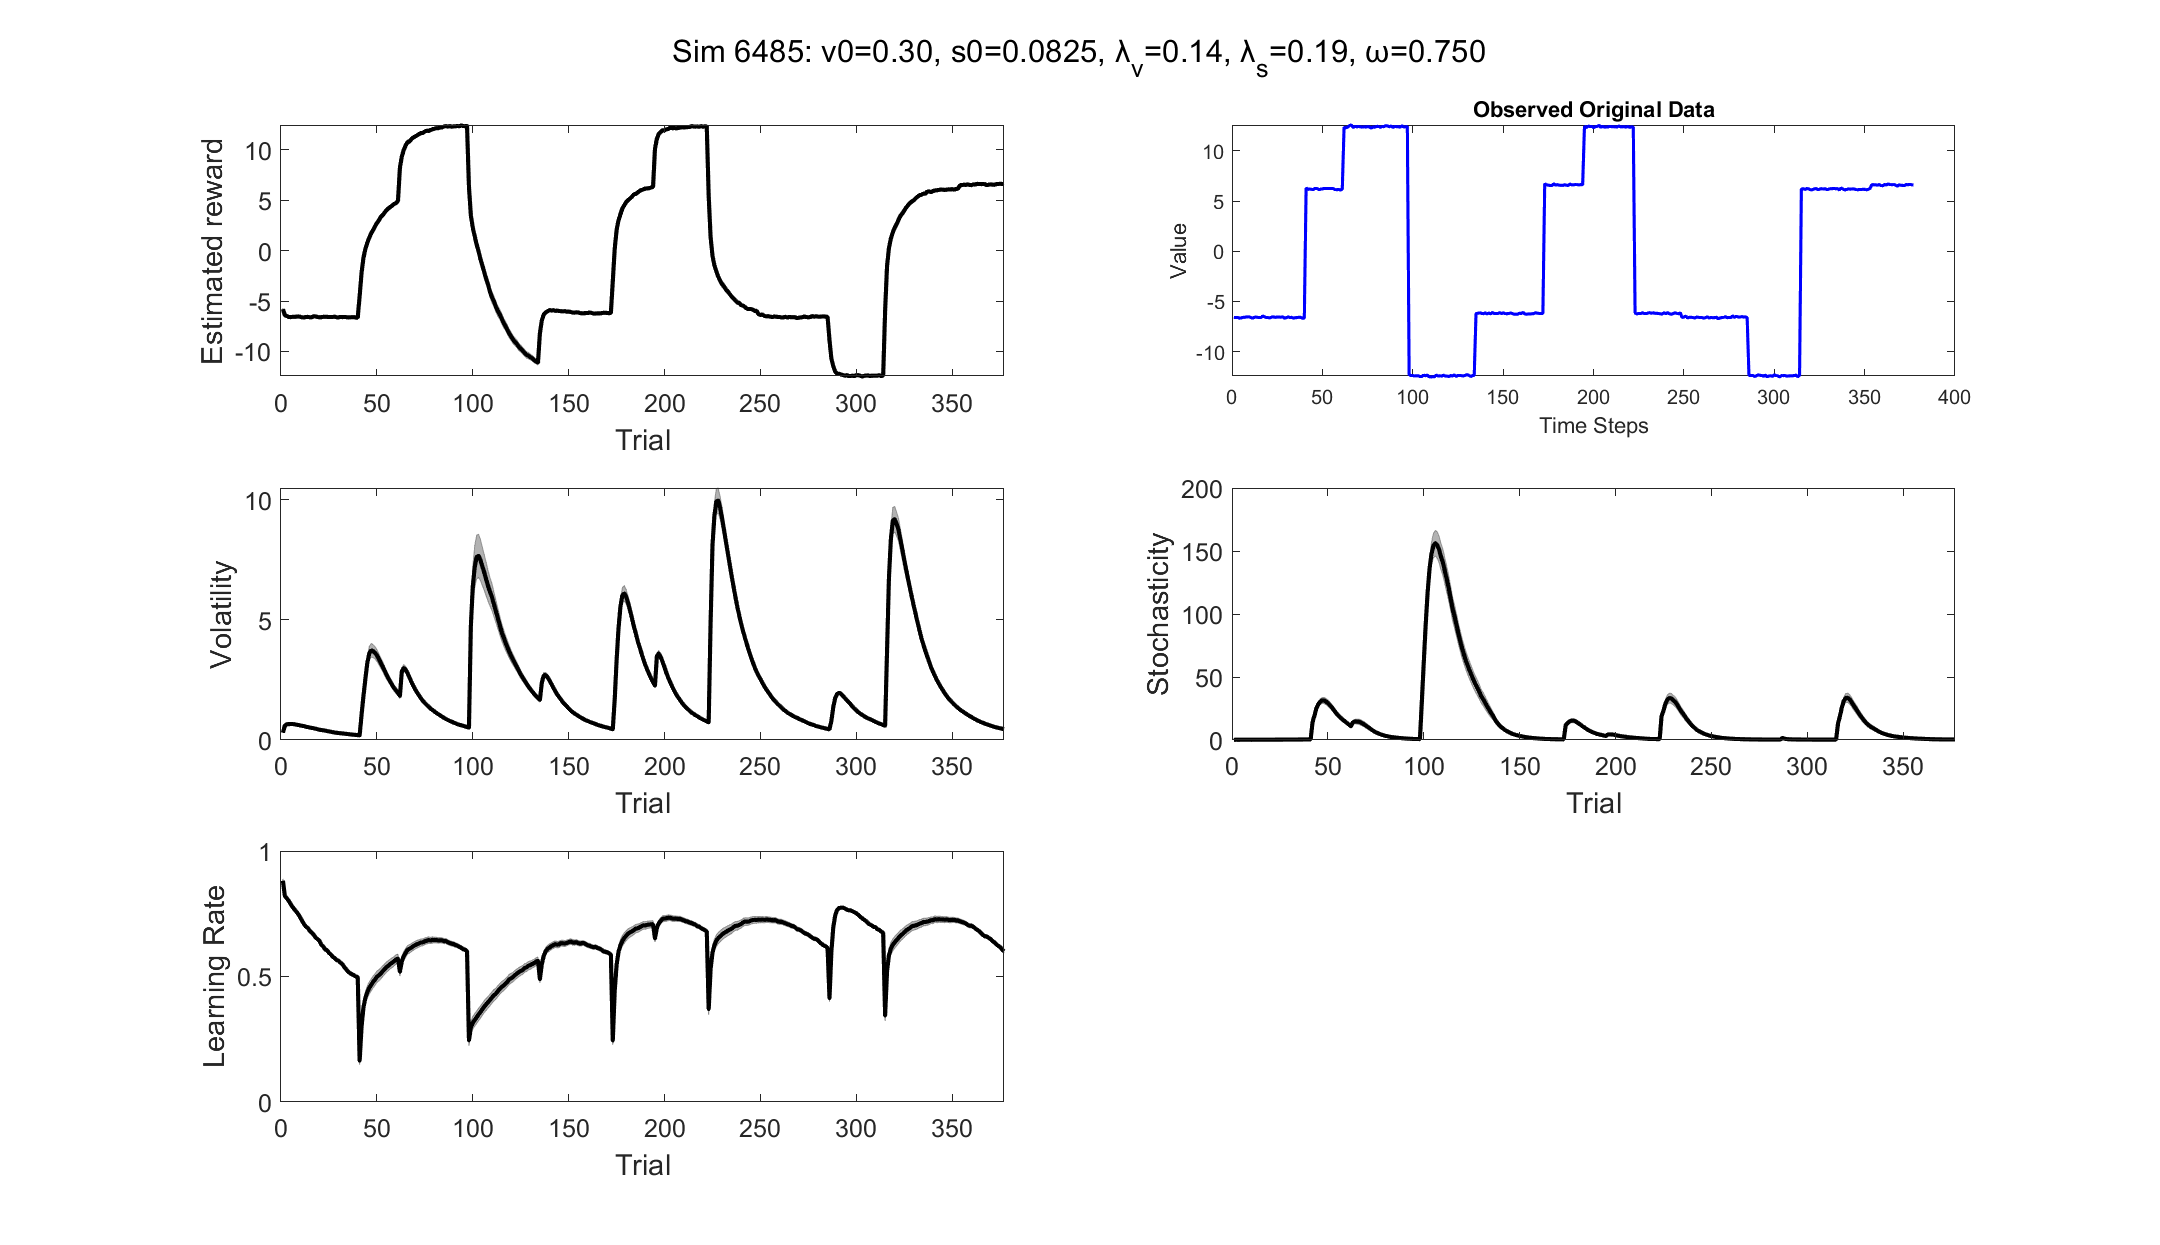 Sim 6485: v0=0.30, s0=0.0825, λv=0.14, λs=0.19, ω=0.750
Estimated reward
10
5
0
-5
-10
0 50 100 150 200 250 300 350
Trial
Observed Original Data
Value
10
5
0
-5
-10
0 50 100 150 200 250 300 350 400
Time Steps
Volatility
10
5
0
0 50 100 150 200 250 300 350
Trial
Stochasticity
200
150
100
50
0
0 50 100 150 200 250 300 350
Trial
Learning Rate
1
0.5
0
0 50 100 150 200 250 300 350
Trial